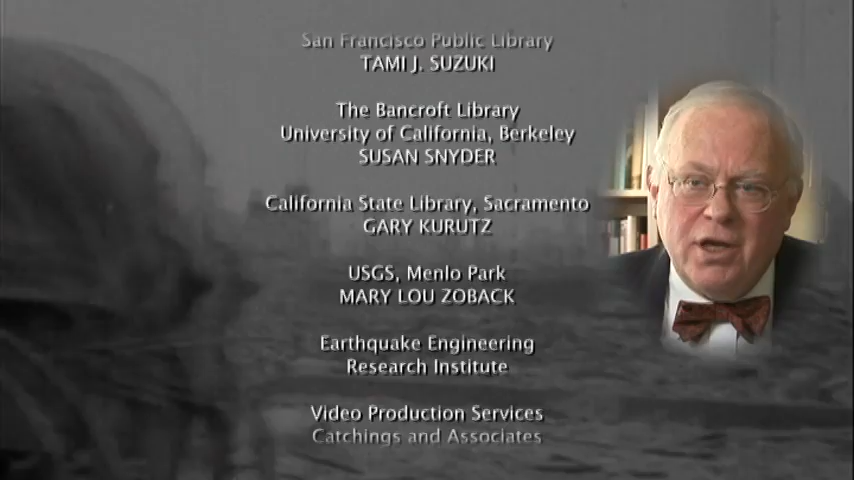 San Francisco Public Library
TAMI J. SUZUKI
The Bancroft Library
University of California, Berkeley
SUSAN SNYDER
California State Library, Sacramento
GARY KURUTZ
USGS, Menlo Park
MARY LOU ZOBACK
Earthquake Engineering
Research Institute
Video Production Services
Catchings and Associates